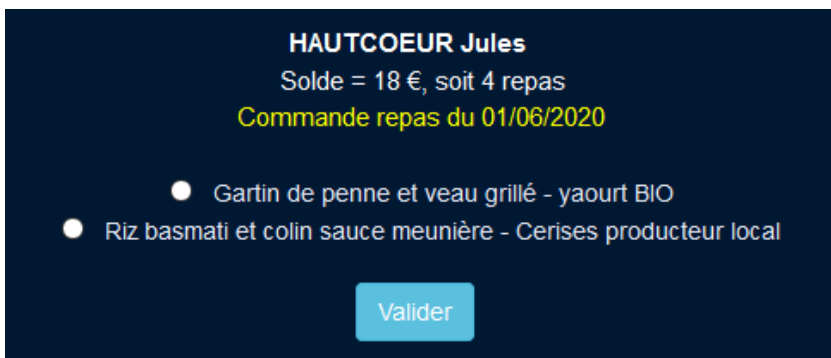 HAUTCOEUR Jules
Solde = 18 €, soit 4 repas
Commande repas du 01/06/2020
Gartin de penne et veau grillé - yaourt BIO
Riz basmati et colin sauce meunière - Cerises producteur local
Valider